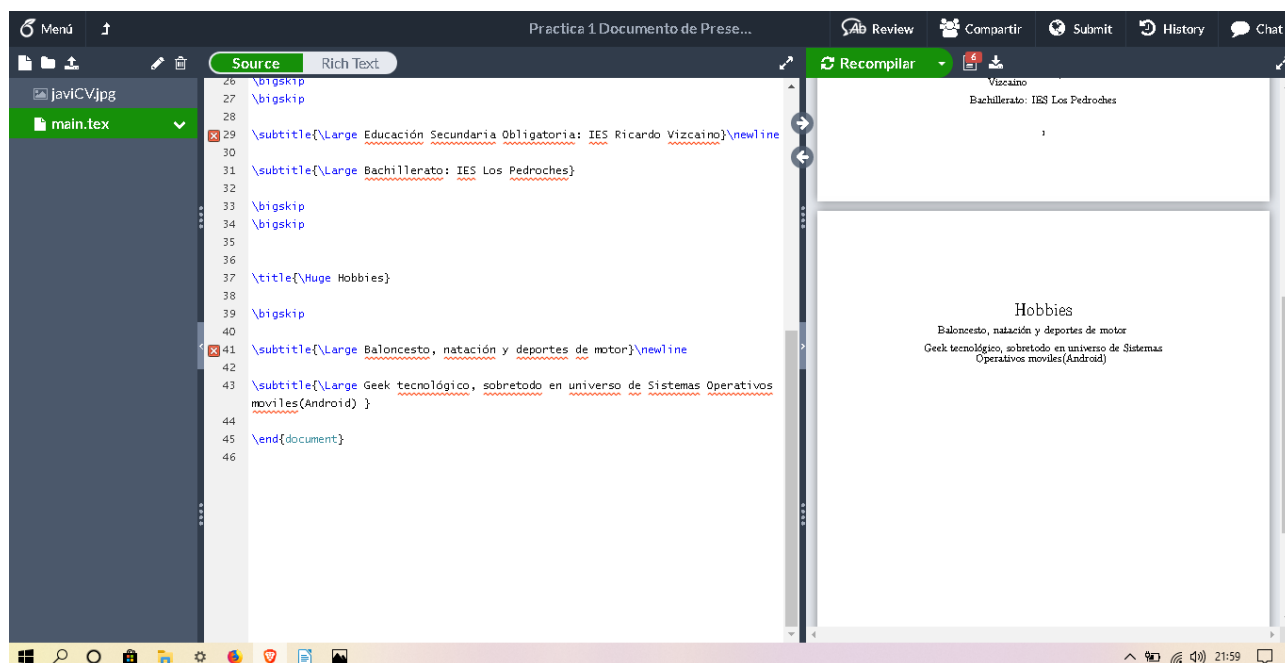 Menú
Practica 1 Documento de Prese...
Ab Review
Compartir
Submit
History
Chat
Source
Rich Text
Recompilar
6
javiCV.jpg
main.tex
26 \bigskip
27 \bigskip
28
29 \subtitle{\Large Educación Secundaria Obligatoria: IES Ricardo Vizcaino}\newline
30
31 \subtitle{\Large Bachillerato: IES Los Pedroches}
32
33 \bigskip
34 \bigskip
35
36
37 \title{\Huge Hobbies}
38
39 \bigskip
40
41 \subtitle{\Large Baloncesto, natación y deportes de motor}\newline
42
43 \subtitle{\Large Geek tecnológico, sobretodo en universo de Sistemas Operativos
moviles(Android) }
44
45 \end{document}
46
Vizcaino
Bachillerato: IES Los Pedroches
Hobbies
Baloncesto, natación y deportes de motor
Geek tecnológico, sobretodo en universo de Sistemas
Operativos moviles(Android)
21:59